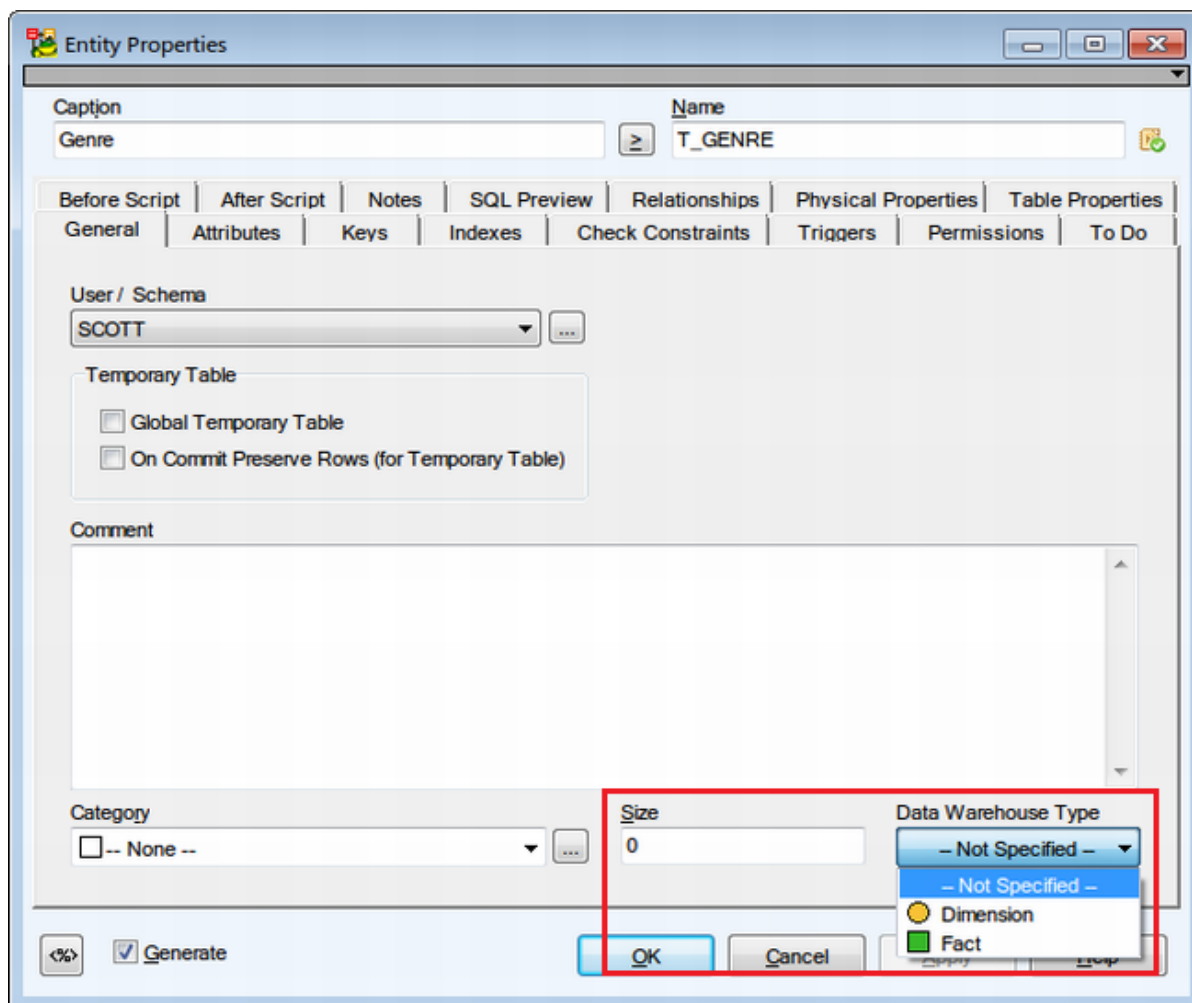 Entity Properties
Caption Name
Genre ≥ T_GENRE
Before Script After Script Notes SQL Preview Relationships Physical Properties Table Properties
General Attributes Keys Indexes Check Constraints Triggers Permissions To Do
User / Schema
SCOTT ...
Temporary Table
Global Temporary Table
On Commit Preserve Rows (for Temporary Table)
Comment
Category Size Data Warehouse Type
-- None -- ... 0 -- Not Specified --
-- Not Specified --
Dimension
Fact
<%> Generate OK Cancel